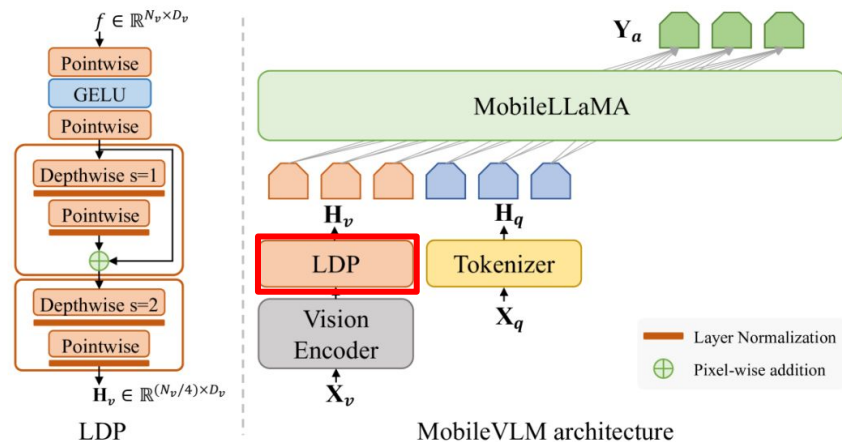 f ∈ ℝ^{N_v×D_v}
Pointwise
GELU
Pointwise
Depthwise s=1
Pointwise
Depthwise s=2
Pointwise
H_v ∈ ℝ^{(N_v/4)×D_v}
LDP
Y_a
MobileLLaMA
H_v
H_q
LDP
Tokenizer
Vision
Encoder
X_q
X_v
Layer Normalization
Pixel-wise addition
MobileVLM architecture